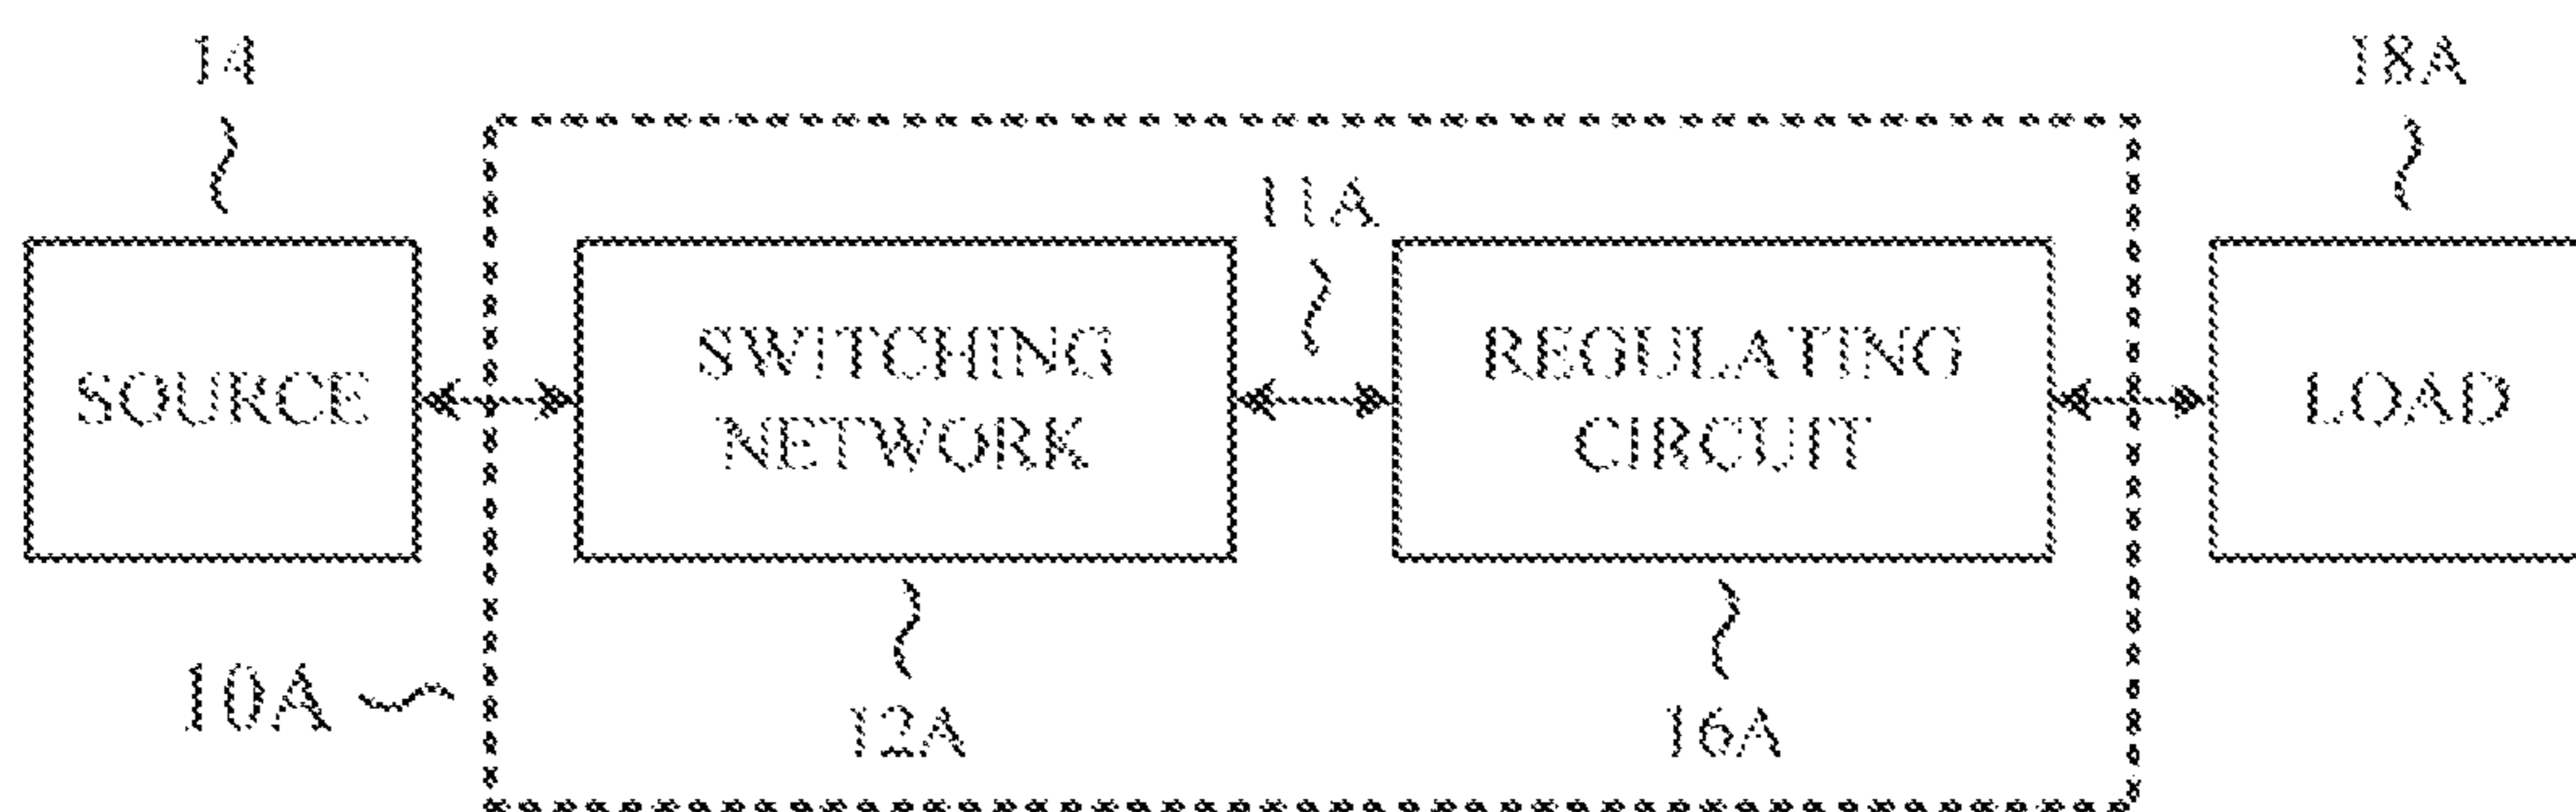 14
18A
11A
SOURCE
SWITCHING
NETWORK
REGULATING
CIRCUIT
LOAD
10A
12A
16A